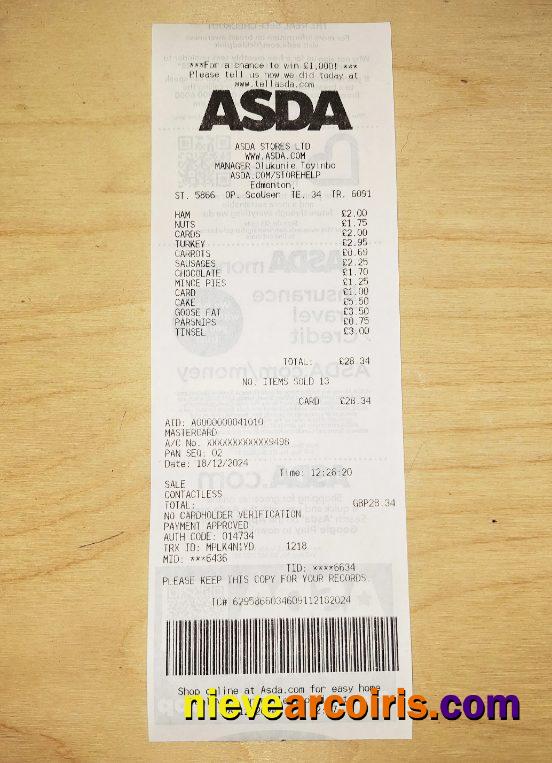 ***For a chance to win £1,000! ***
Please tell us how we did today at
www.tellasda.com
ASDA
ASDA STORES LTD
WWW.ASDA.COM
MANAGER Olukunle Toyinbo
ASDA.COM/STOREHELP
Edmonton,
ST. 5866 OP. ScoUser TE. 34 TR. 6091
HAM £2.00
NUTS £1.75
CARDS £2.00
TURKEY £2.95
CARROTS £0.69
SAUSAGES £2.25
CHOCOLATE £1.70
MINCE PIES £1.25
CARD £1.00
CAKE £5.50
GOOSE FAT £3.50
PARSNIPS £0.75
TINSEL £3.00
TOTAL: £28.34
NO. ITEMS SOLD 13
CARD £28.34
AID: A0000000041010
MASTERCARD
A/C No. XXXXXXXXXXXX9498
PAN SEQ: 02
Date: 18/12/2024
Time: 12:26:20
SALE
CONTACTLESS
TOTAL: GBP28.34
NO CARDHOLDER VERIFICATION
PAYMENT APPROVED
AUTH CODE: 014734
TRX ID: MPLK4N1YD 1218
MID: ***6436
TID: ****6634
PLEASE KEEP THIS COPY FOR YOUR RECORDS.
TC# 6295866034609112182024
Shop online at Asda.com for easy home
nievearcoiris.com